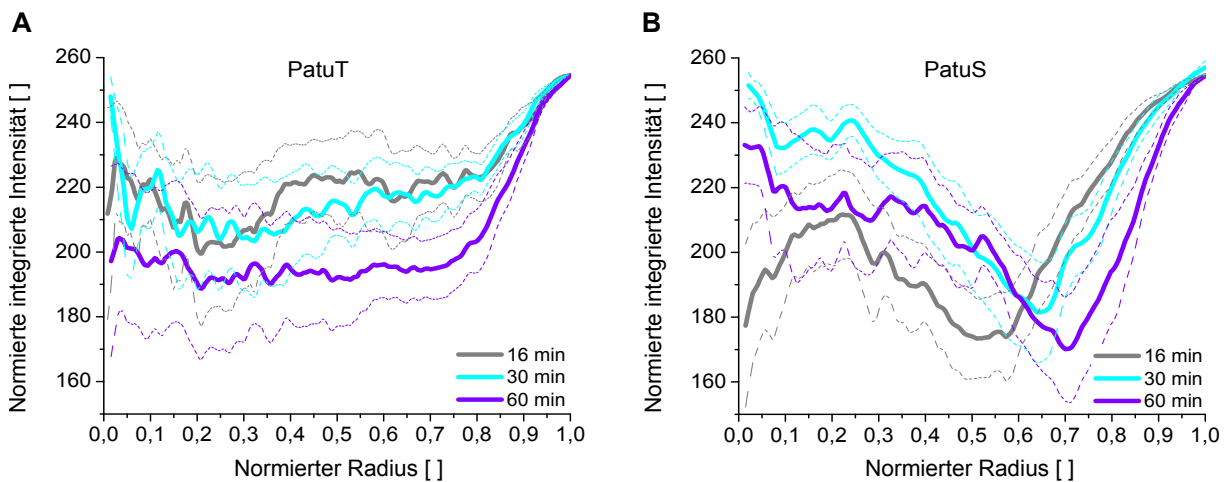 A
PatuT
Normierte integrierte Intensität [ ]
260
240
220
200
180
160
16 min
30 min
60 min
0,0 0,1 0,2 0,3 0,4 0,5 0,6 0,7 0,8 0,9 1,0
Normierter Radius [ ]
B
PatuS
Normierte integrierte Intensität [ ]
260
240
220
200
180
160
16 min
30 min
60 min
0,0 0,1 0,2 0,3 0,4 0,5 0,6 0,7 0,8 0,9 1,0
Normierter Radius [ ]